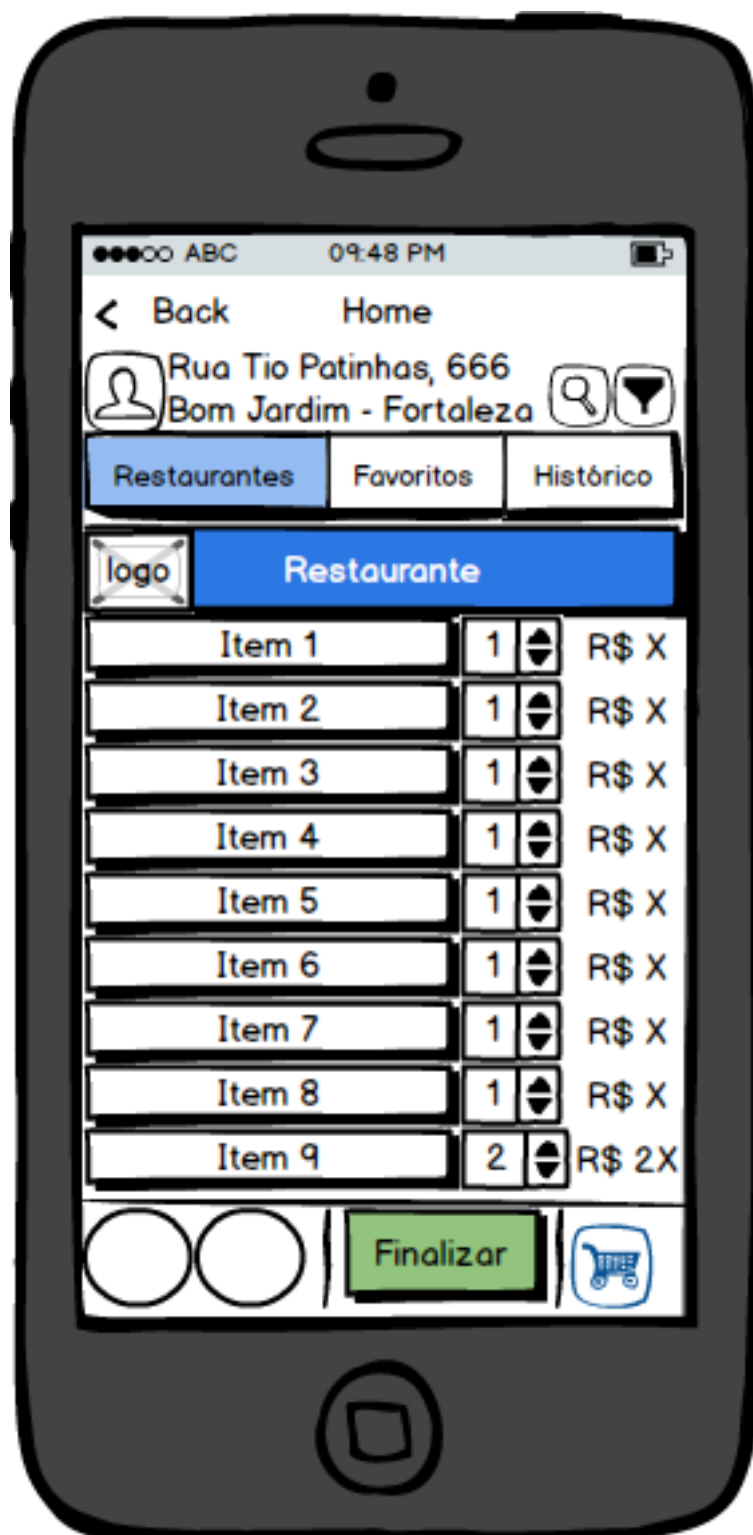 ABC 09:48 PM
< Back Home
Rua Tio Patinhas, 666
Bom Jardim - Fortaleza
Restaurantes Favoritos Histórico
logo Restaurante
Item 1 1 R$ X
Item 2 1 R$ X
Item 3 1 R$ X
Item 4 1 R$ X
Item 5 1 R$ X
Item 6 1 R$ X
Item 7 1 R$ X
Item 8 1 R$ X
Item 9 2 R$ 2X
Finalizar